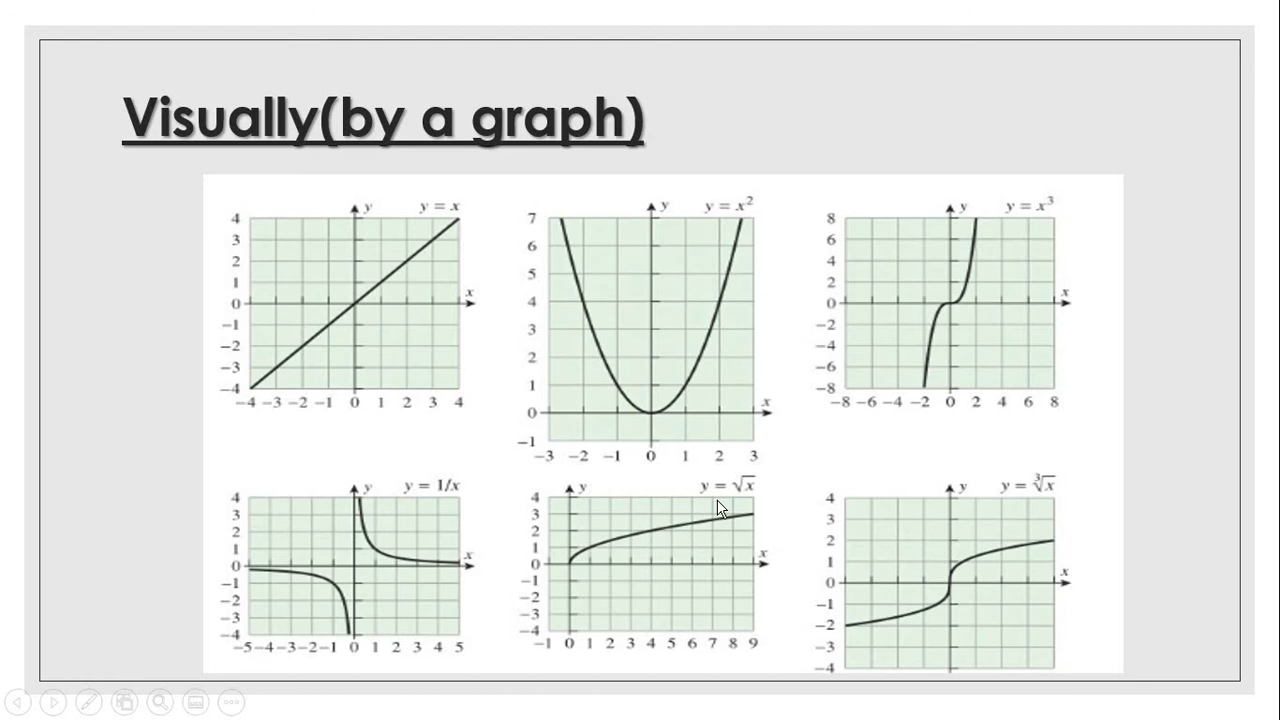 Visually(by a graph)
y
y = x
4
3
2
1
0
−1
−2
−3
−4
x
−4 −3 −2 −1 0 1 2 3 4
y
y = x²
7
6
5
4
3
2
1
0
−1
x
−3 −2 −1 0 1 2 3
y
y = x³
8
6
4
2
0
−2
−4
−6
−8
x
−8 −6 −4 −2 0 2 4 6 8
y
y = 1/x
4
3
2
1
0
−1
−2
−3
−4
x
−5 −4 −3 −2 −1 0 1 2 3 4 5
y
y = √x
4
3
2
1
0
−1
−2
−3
−4
x
−1 0 1 2 3 4 5 6 7 8 9
y
y = ∛x
4
3
2
1
0
−1
−2
−3
−4
x